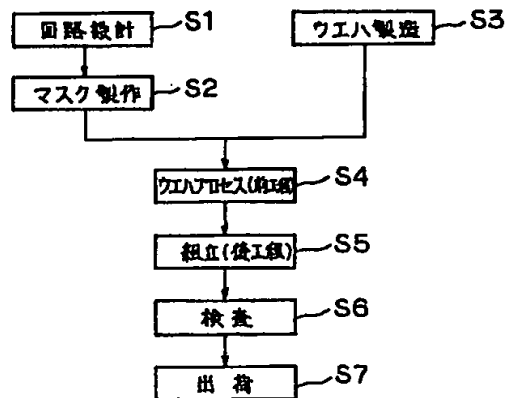 回路設計 S1
ウエハ製造 S3
マスク製作 S2
ウエハプロセス(前工程) S4
組立(後工程) S5
検査 S6
出荷 S7